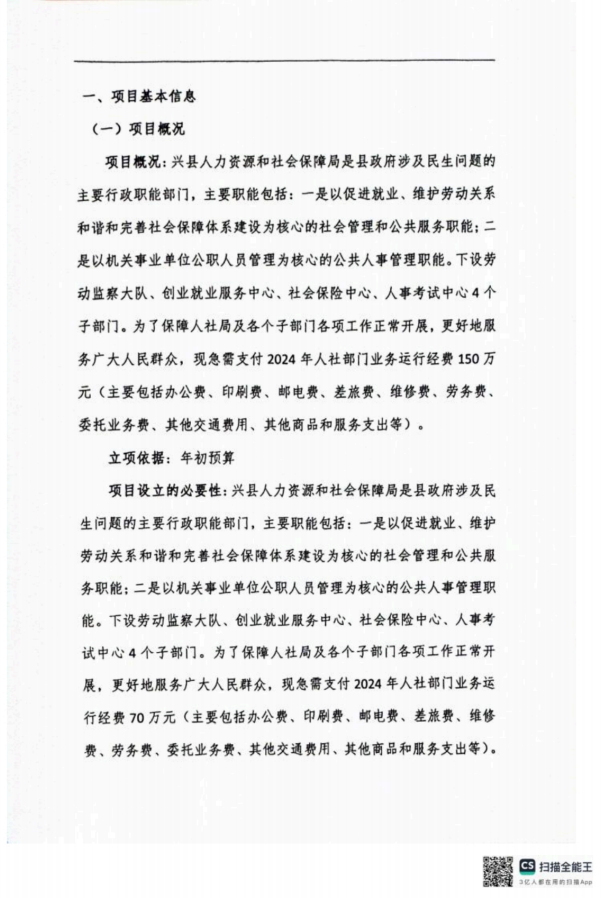 一、项目基本信息
（一）项目概况
项目概况：兴县人力资源和社会保障局是县政府涉及民生问题的
主要行政职能部门，主要职能包括：一是以促进就业、维护劳动关系
和谐和完善社会保障体系建设为核心的社会管理和公共服务职能；二
是以机关事业单位公职人员管理为核心的公共人事管理职能。下设劳
动监察大队、创业就业服务中心、社会保险中心、人事考试中心 4 个
子部门。为了保障人社局及各个子部门各项工作正常开展，更好地服
务广大人民群众，现急需支付 2024 年人社部门业务运行经费 150 万
元（主要包括办公费、印刷费、邮电费、差旅费、维修费、劳务费、
委托业务费、其他交通费用、其他商品和服务支出等）。
立项依据：年初预算
项目设立的必要性：兴县人力资源和社会保障局是县政府涉及民
生问题的主要行政职能部门，主要职能包括：一是以促进就业、维护
劳动关系和谐和完善社会保障体系建设为核心的社会管理和公共服
务职能；二是以机关事业单位公职人员管理为核心的公共人事管理职
能。下设劳动监察大队、创业就业服务中心、社会保险中心、人事考
试中心 4 个子部门。为了保障人社局及各个子部门各项工作正常开
展，更好地服务广大人民群众，现急需支付 2024 年人社部门业务运
行经费 70 万元（主要包括办公费、印刷费、邮电费、差旅费、维修
费、劳务费、委托业务费、其他交通费用、其他商品和服务支出等）。
CS 扫描全能王
3亿人都在用的扫描App